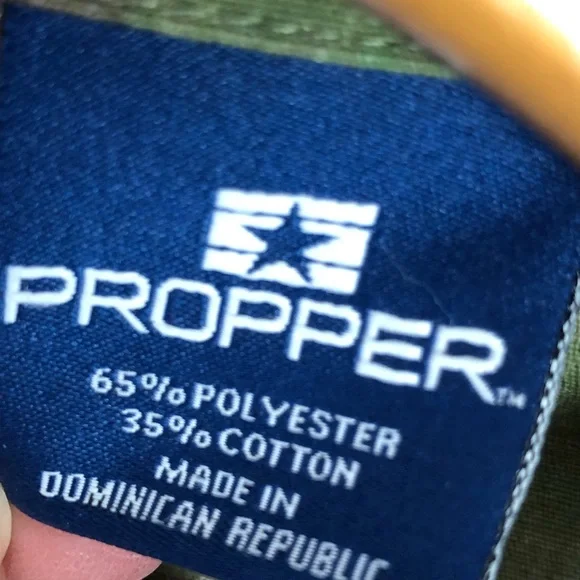 PROPPER™
65% POLYESTER
35% COTTON
MADE IN
DOMINICAN REPUBLIC